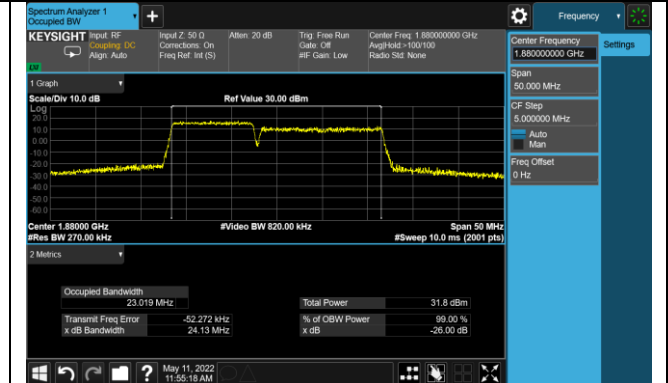 Spectrum Analyzer 1
Occupied BW
Frequency
KEYSIGHT
Input: RF
Coupling: DC
Align: Auto
Input Z: 50 Ω
Corrections: On
Freq Ref: Int (S)
Atten: 20 dB
Trig: Free Run
Gate: Off
#IF Gain: Low
Center Freq: 1.880000000 GHz
Avg|Hold:>100/100
Radio Std: None
Center Frequency
1.880000000 GHz
Settings
Span
50.000 MHz
CF Step
5.000000 MHz
Auto
Man
Freq Offset
0 Hz
1 Graph
Scale/Div 10.0 dB
Ref Value 30.00 dBm
Log
20.0
10.0
0.00
-10.0
-20.0
-30.0
-40.0
-50.0
-60.0
Center 1.88000 GHz
#Video BW 820.00 kHz
Span 50 MHz
#Res BW 270.00 kHz
#Sweep 10.0 ms (2001 pts)
2 Metrics
Occupied Bandwidth
23.019 MHz
Total Power
31.8 dBm
Transmit Freq Error
-52.272 kHz
% of OBW Power
99.00 %
x dB Bandwidth
24.13 MHz
x dB
-26.00 dB
?
May 11, 2022
11:55:18 AM